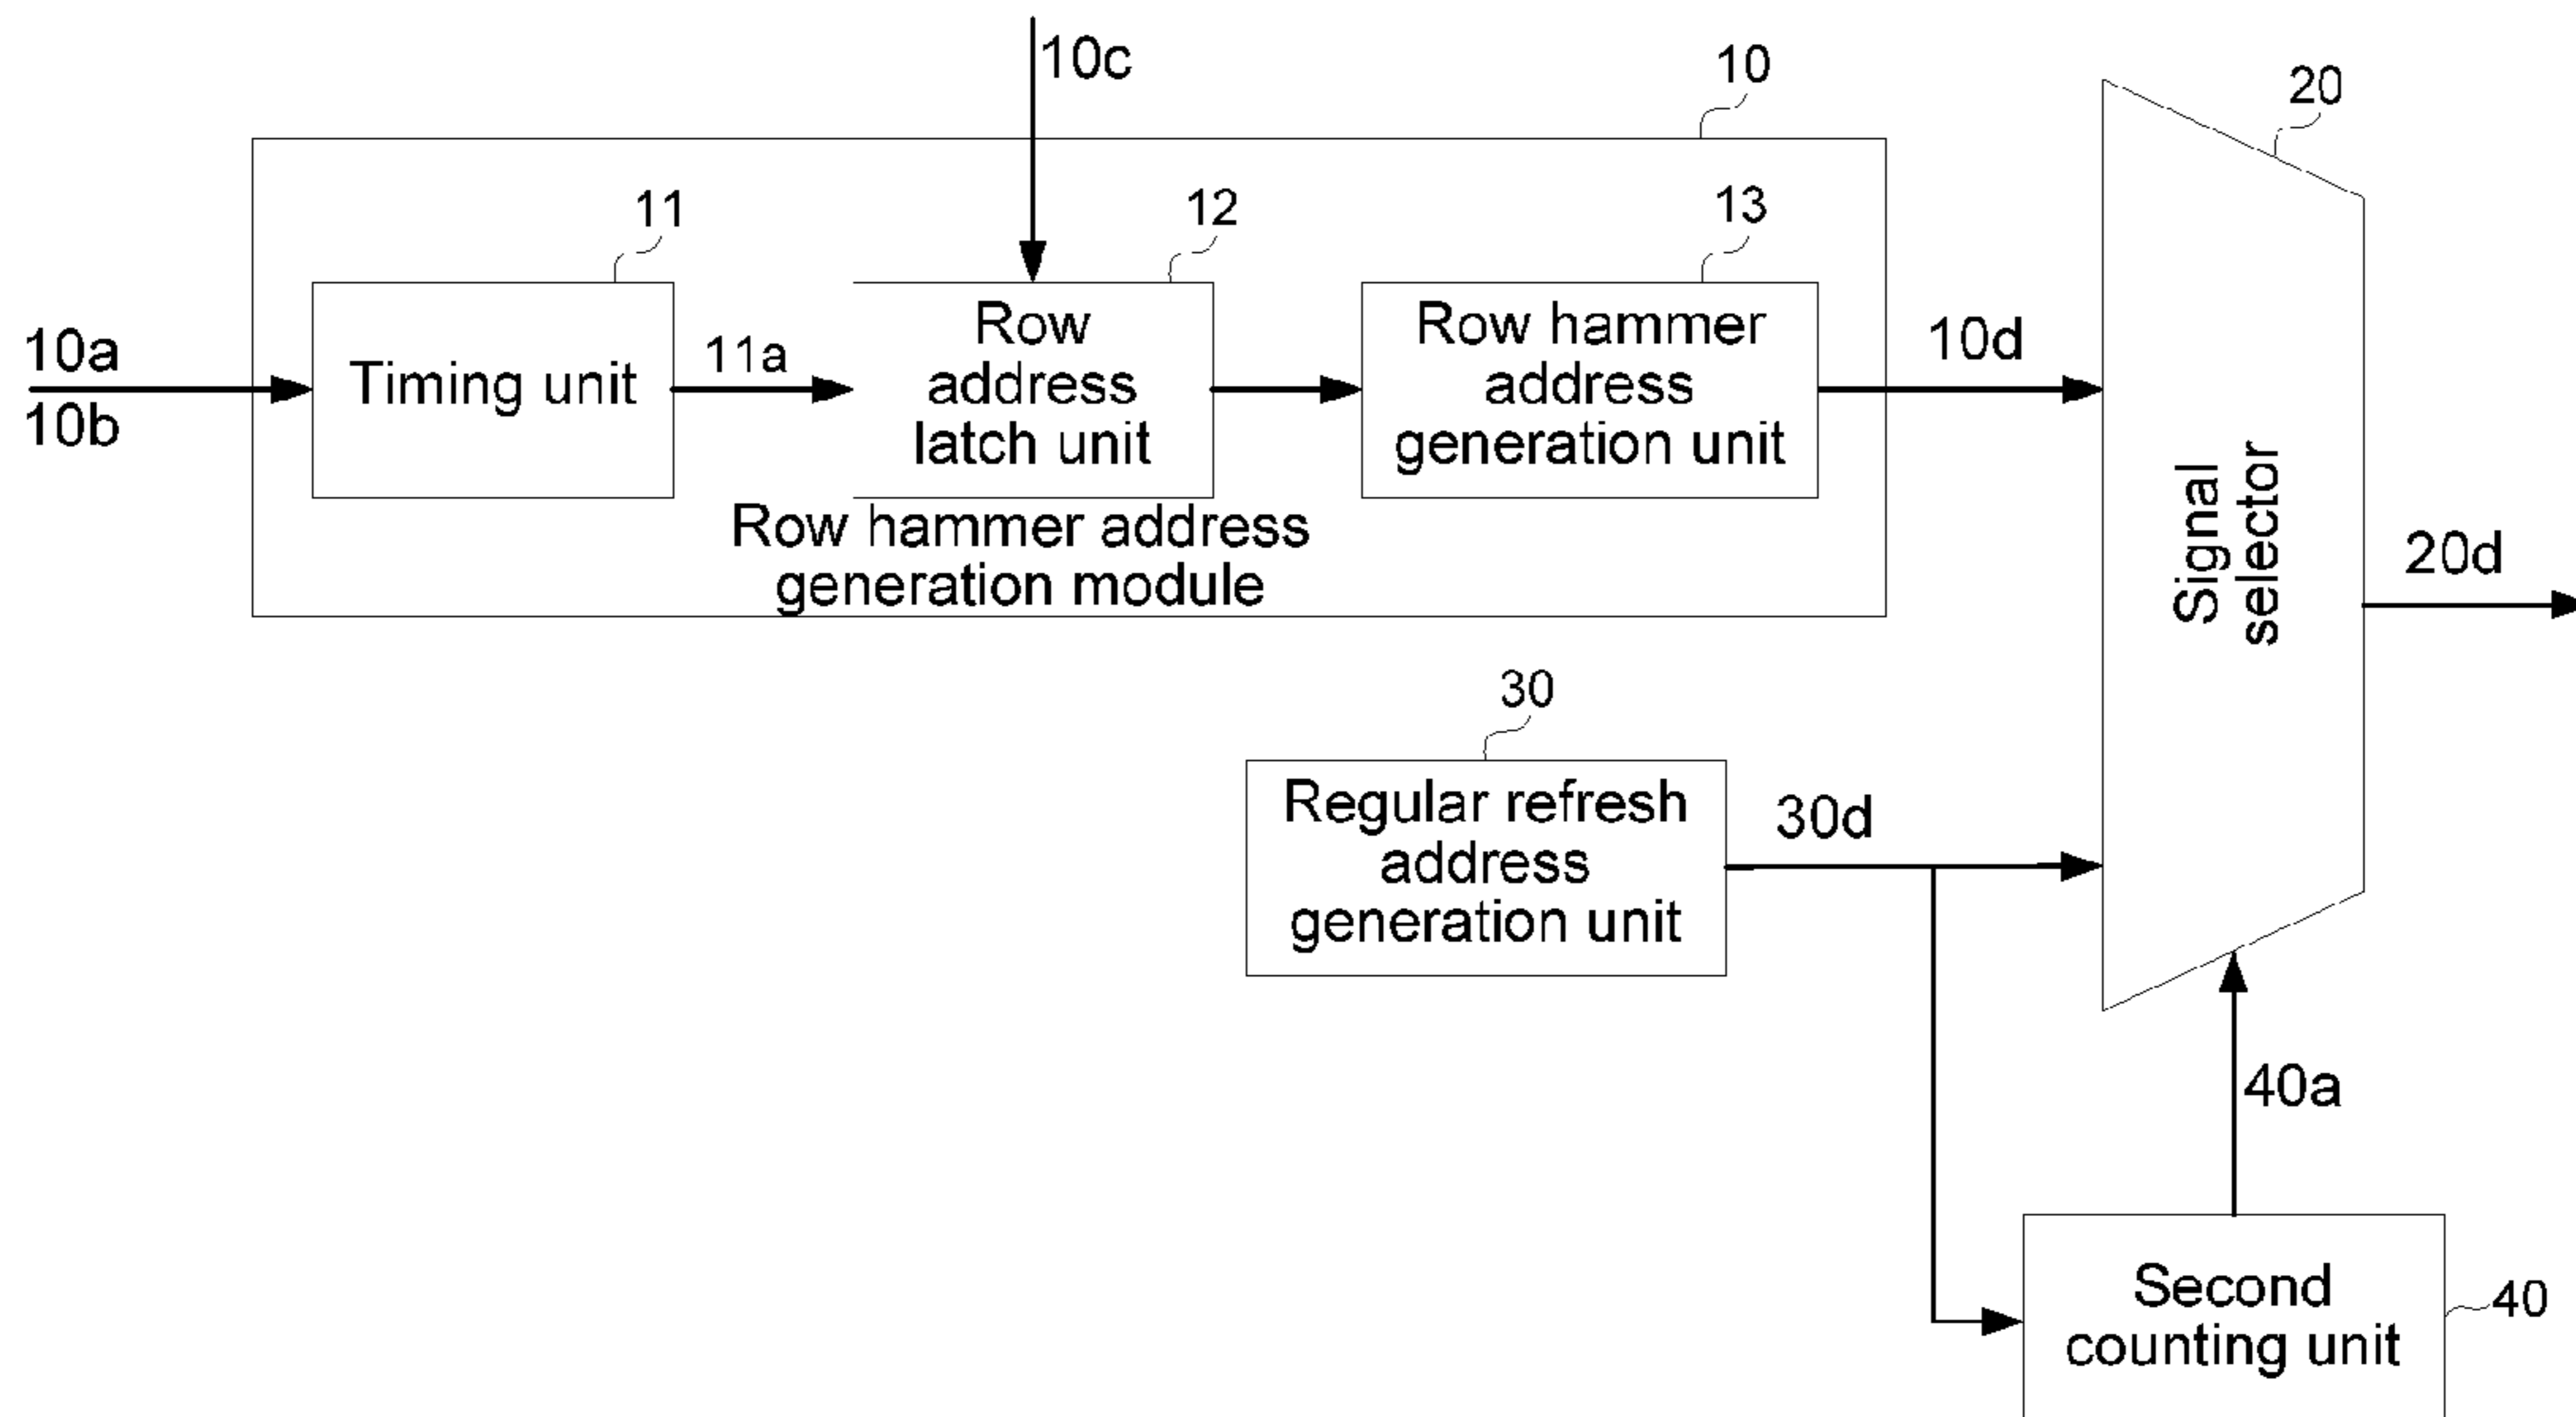 10c
10
20
11
12
13
10a
10b
Timing unit
11a
Row
address
latch unit
Row hammer
address
generation unit
10d
Row hammer address
generation module
Signal
selector
20d
30
Regular refresh
address
generation unit
30d
40a
Second
counting unit
40